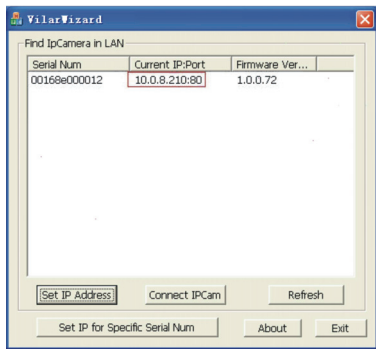 VilarWizard
Find IpCamera in LAN
Serial Num Current IP:Port Firmware Ver...
00168e000012 10.0.8.210:80 1.0.0.72
Set IP Address Connect IPCam Refresh
Set IP for Specific Serial Num About Exit